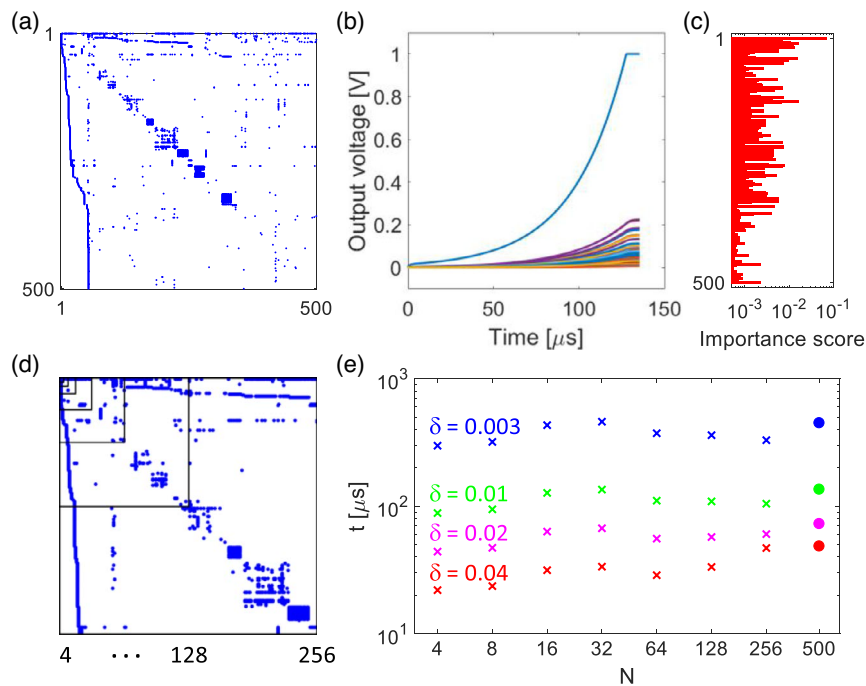 (a)
1
500
1
500
(b)
Output voltage [V]
1
0.8
0.6
0.4
0.2
0
0
50
100
150
Time [μs]
(c)
1
500
10⁻³
10⁻²
10⁻¹
Importance score
(d)
4
...
128
256
(e)
t [μs]
10³
10²
10¹
δ = 0.003
δ = 0.01
δ = 0.02
δ = 0.04
4
8
16
32
64
128
256
500
N